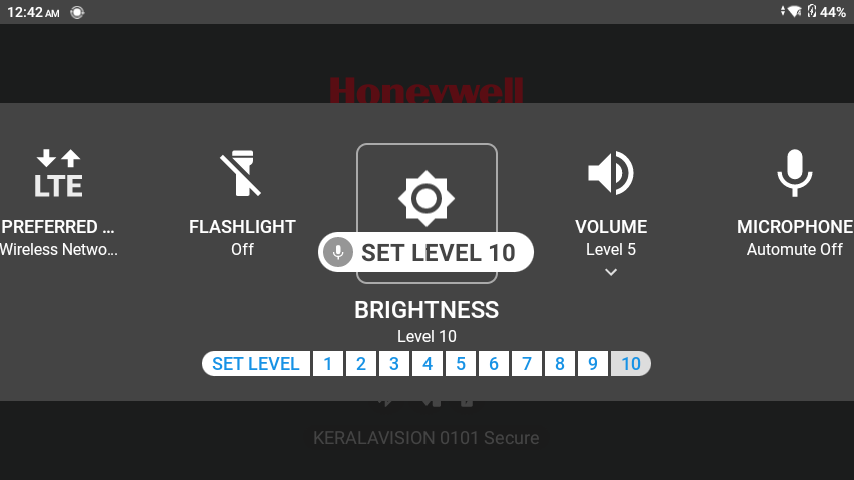 12:42 AM
44%
Honeywell
LTE
PREFERRED ...
Wireless Netwo...
FLASHLIGHT
Off
SET LEVEL 10
VOLUME
Level 5
MICROPHONE
Automute Off
BRIGHTNESS
Level 10
SET LEVEL 1 2 3 4 5 6 7 8 9 10
KERALAVISION 0101 Secure